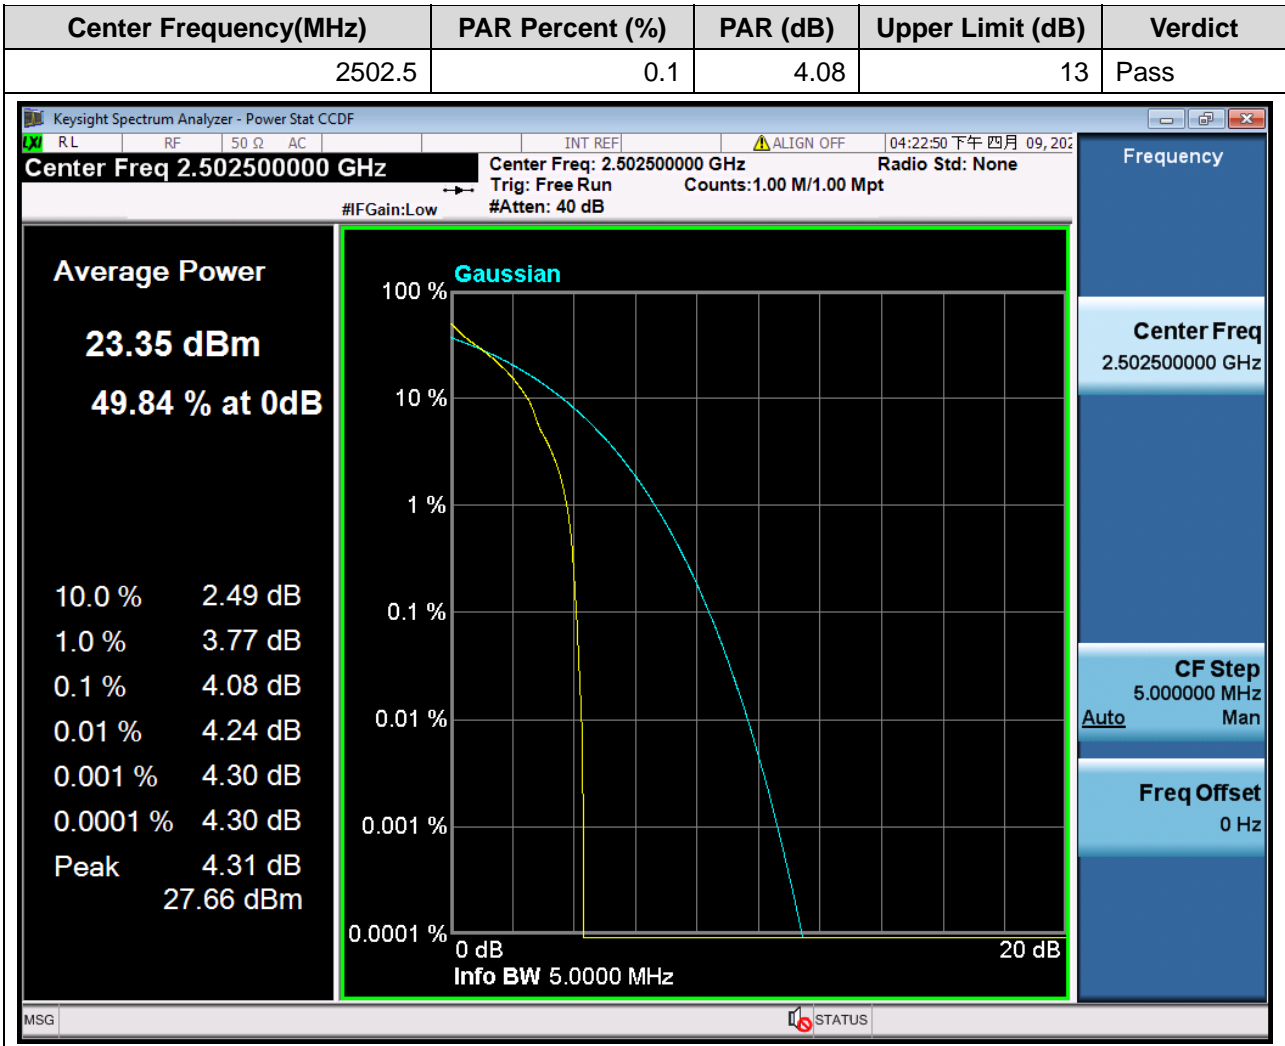 Center Frequency(MHz) PAR Percent (%) PAR (dB) Upper Limit (dB) Verdict
2502.5 0.1 4.08 13 Pass
Keysight Spectrum Analyzer - Power Stat CCDF
LXI RL RF 50 Ω AC INT REF ALIGN OFF 04:22:50 下午 四月 09, 202
Center Freq 2.502500000 GHz
Center Freq: 2.502500000 GHz Radio Std: None
Trig: Free Run Counts:1.00 M/1.00 Mpt
#IFGain:Low #Atten: 40 dB
Average Power
23.35 dBm
49.84 % at 0dB
10.0 % 2.49 dB
1.0 % 3.77 dB
0.1 % 4.08 dB
0.01 % 4.24 dB
0.001 % 4.30 dB
0.0001 % 4.30 dB
Peak 4.31 dB
27.66 dBm
Gaussian
100 %
10 %
1 %
0.1 %
0.01 %
0.001 %
0.0001 %
0 dB 20 dB
Info BW 5.0000 MHz
Frequency
Center Freq
2.502500000 GHz
CF Step
5.000000 MHz
Auto Man
Freq Offset
0 Hz
MSG STATUS